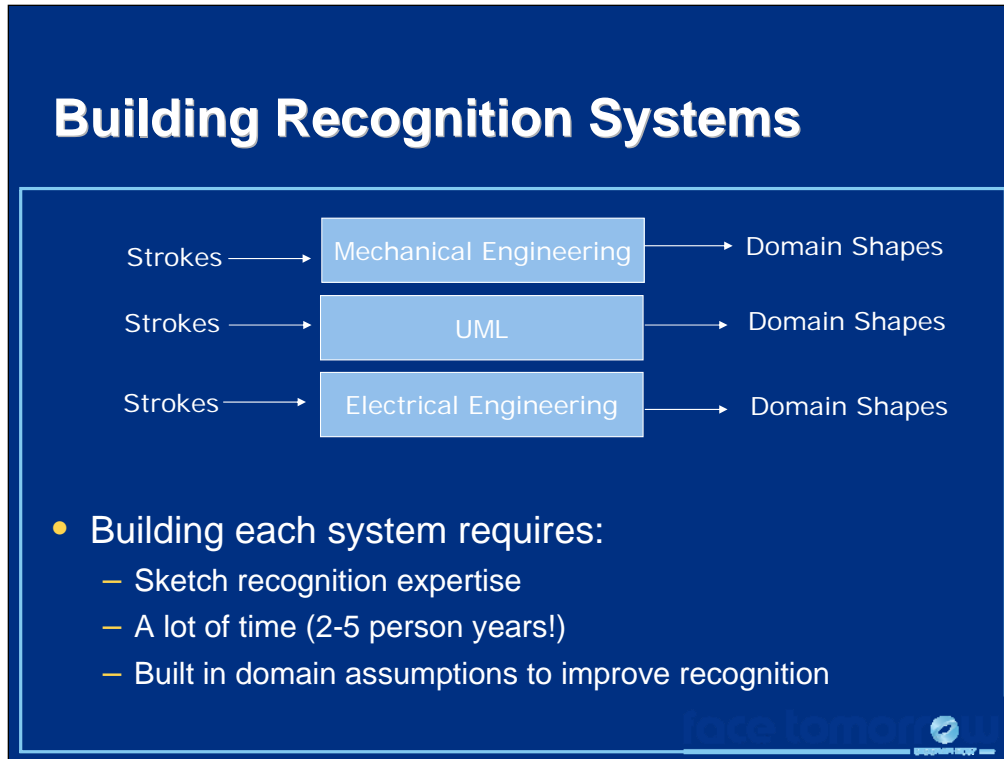 Building Recognition Systems
Strokes Mechanical Engineering Domain Shapes
Strokes UML Domain Shapes
Strokes Electrical Engineering Domain Shapes
• Building each system requires:
– Sketch recognition expertise
– A lot of time (2-5 person years!)
– Built in domain assumptions to improve recognition
face tomorrow